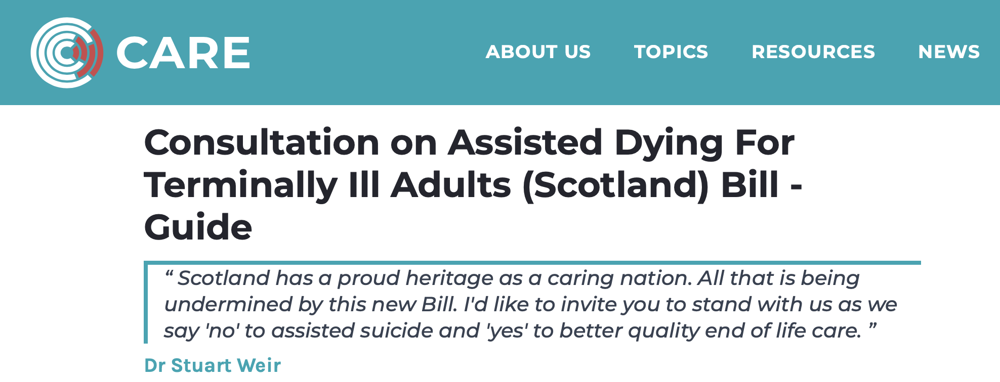 CARE
ABOUT US TOPICS RESOURCES NEWS
Consultation on Assisted Dying For
Terminally Ill Adults (Scotland) Bill -
Guide
“ Scotland has a proud heritage as a caring nation. All that is being
undermined by this new Bill. I'd like to invite you to stand with us as we
say 'no' to assisted suicide and 'yes' to better quality end of life care. ”
Dr Stuart Weir